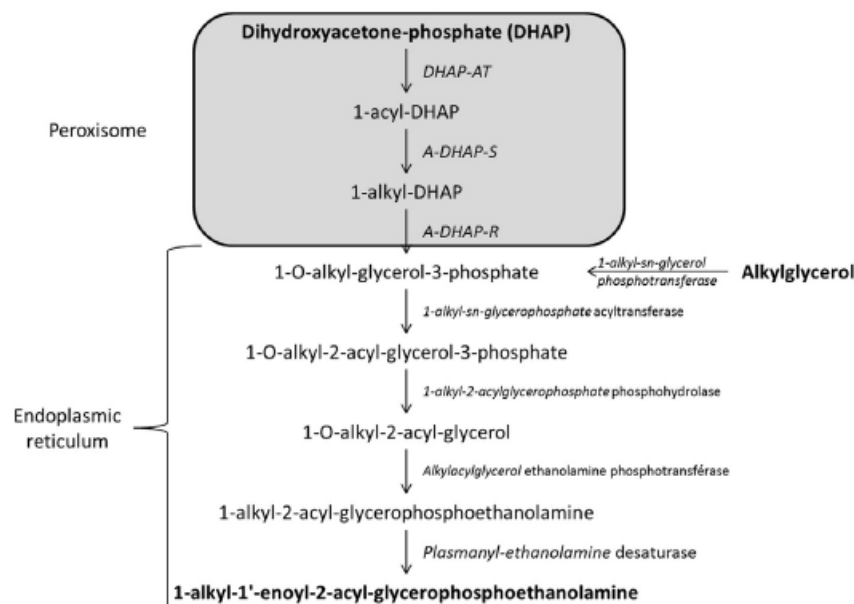 Dihydroxyacetone-phosphate (DHAP)
DHAP-AT
Peroxisome
1-acyl-DHAP
A-DHAP-S
1-alkyl-DHAP
A-DHAP-R
1-O-alkyl-glycerol-3-phosphate
1-alkyl-sn-glycerol
phosphotransferase
Alkylglycerol
1-alkyl-sn-glycerophosphate acyltransferase
1-O-alkyl-2-acyl-glycerol-3-phosphate
1-alkyl-2-acylglycerophosphate phosphohydrolase
Endoplasmic
reticulum
1-O-alkyl-2-acyl-glycerol
Alkylacylglycerol ethanolamine phosphotransférase
1-alkyl-2-acyl-glycerophosphoethanolamine
Plasmanyl-ethanolamine desaturase
1-alkyl-1'-enoyl-2-acyl-glycerophosphoethanolamine